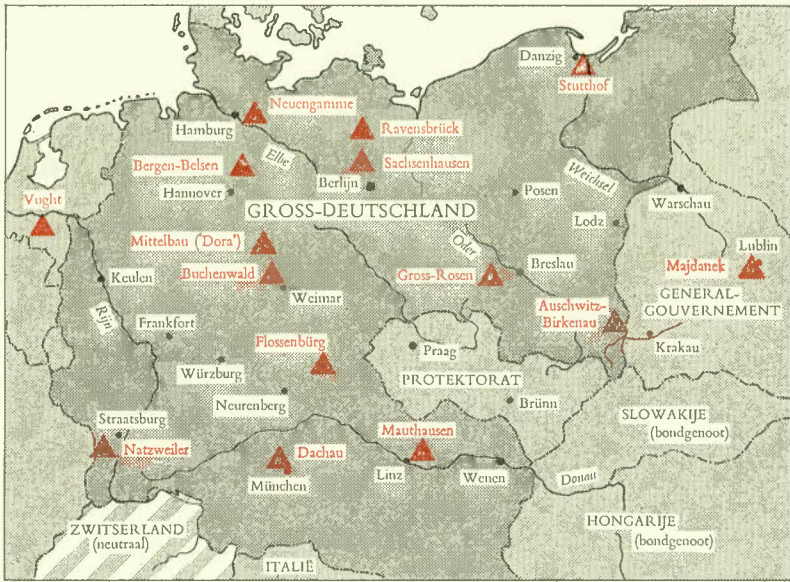 Danzig
Stutthof
Neuengamme
Hamburg
Ravensbrück
Elbe
Bergen-Belsen
Sachsenhausen
Weichsel
Hannover
Berlijn
Posen
Warschau
Vught
GROSS-DEUTSCHLAND
Lodz
Mittelbau ('Dora')
Oder
Lublin
Keulen
Buchenwald
Gross-Rosen
Breslau
Majdanek
Weimar
GENERAL-
GOUVERNEMENT
Rijn
Auschwitz-
Birkenau
Frankfort
Flossenbürg
Praag
Krakau
Würzburg
PROTEKTORAT
Neurenberg
Brünn
Straatsburg
SLOWAKIJE
(bondgenoot)
Natzweiler
Dachau
Mauthausen
München
Linz
Wenen
Donau
ZWITSERLAND
(neutraal)
HONGARIJE
(bondgenoot)
ITALIË